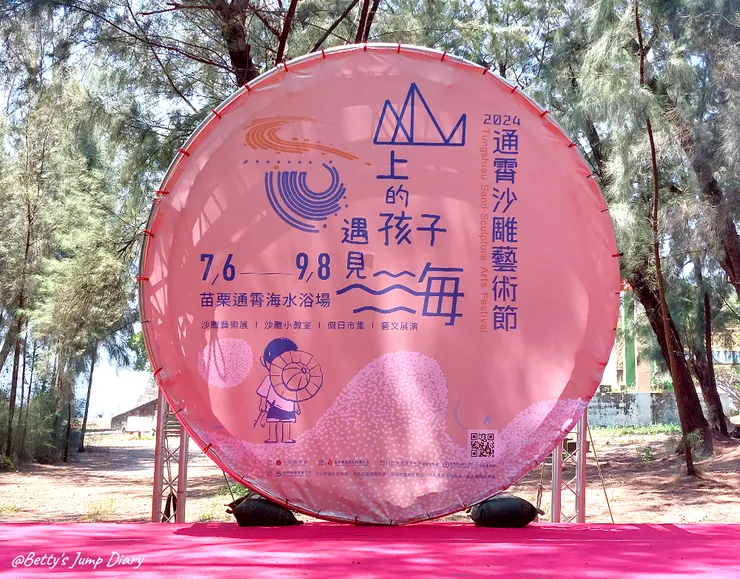 2024
通霄沙雕藝術節
Tungshiau Sand-Sculpture Arts Festival
山上的孩子
遇見海
7/6——9/8
苗栗通霄海水浴場
沙雕藝術展 | 沙雕小教室 | 假日市集 | 藝文展演
@Betty's Jump Diary